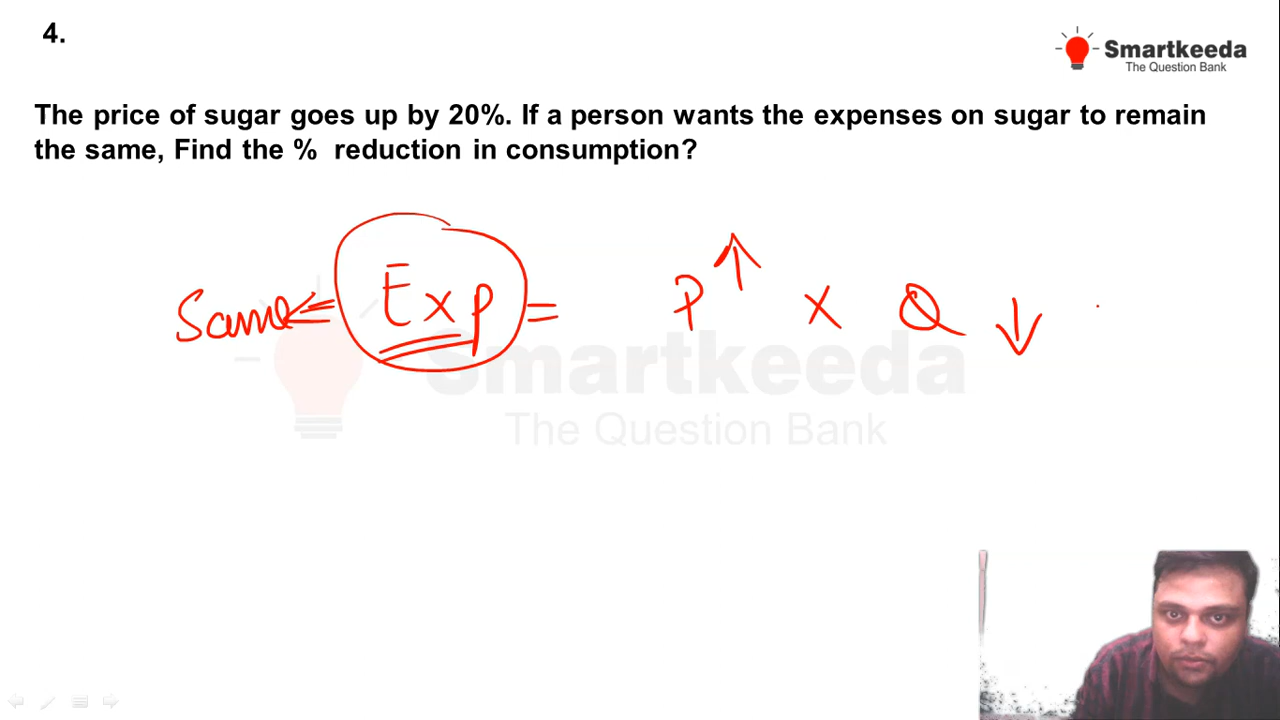 4.
Smartkeeda
The Question Bank
The price of sugar goes up by 20%. If a person wants the expenses on sugar to remain
the same, Find the % reduction in consumption?
Same ⇐ Exp = P↑ × Q ↓
Smartkeeda
The Question Bank